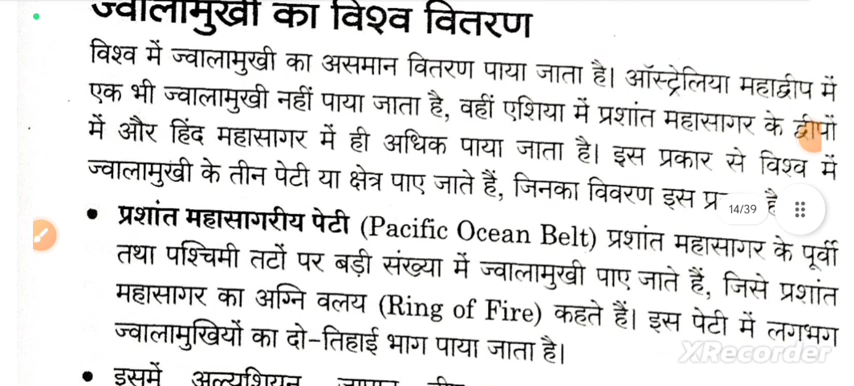 ज्वालामुखी का विश्व वितरण
विश्व में ज्वालामुखी का असमान वितरण पाया जाता है। ऑस्ट्रेलिया महाद्वीप में
एक भी ज्वालामुखी नहीं पाया जाता है, वहीं एशिया में प्रशांत महासागर के द्वीपों
में और हिंद महासागर में ही अधिक पाया जाता है। इस प्रकार से विश्व में
ज्वालामुखी के तीन पेटी या क्षेत्र पाए जाते हैं, जिनका विवरण इस प्र
14/39
• प्रशांत महासागरीय पेटी (Pacific Ocean Belt) प्रशांत महासागर के पूर्वी
तथा पश्चिमी तटों पर बड़ी संख्या में ज्वालामुखी पाए जाते हैं, जिसे प्रशांत
महासागर का अग्नि वलय (Ring of Fire) कहते हैं। इस पेटी में लगभग
ज्वालामुखियों का दो-तिहाई भाग पाया जाता है।
XRecorder
• इसमें